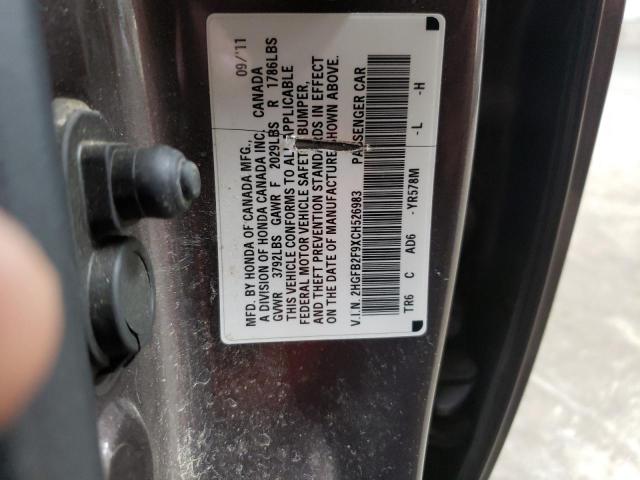 MFD. BY HONDA OF CANADA MFG., 09/'11
A DIVISION OF HONDA CANADA INC. CANADA
GVWR 3792LBS GAWR F 2029LBS R 1786LBS
THIS VEHICLE CONFORMS TO ALL APPLICABLE
FEDERAL MOTOR VEHICLE SAFETY BUMPER,
AND THEFT PREVENTION STANDARDS IN EFFECT
ON THE DATE OF MANUFACTURE SHOWN ABOVE.
V.I.N. 2HGFB2F9XCH526983 PASSENGER CAR
TR6 C AD6 -YR578M -L -H